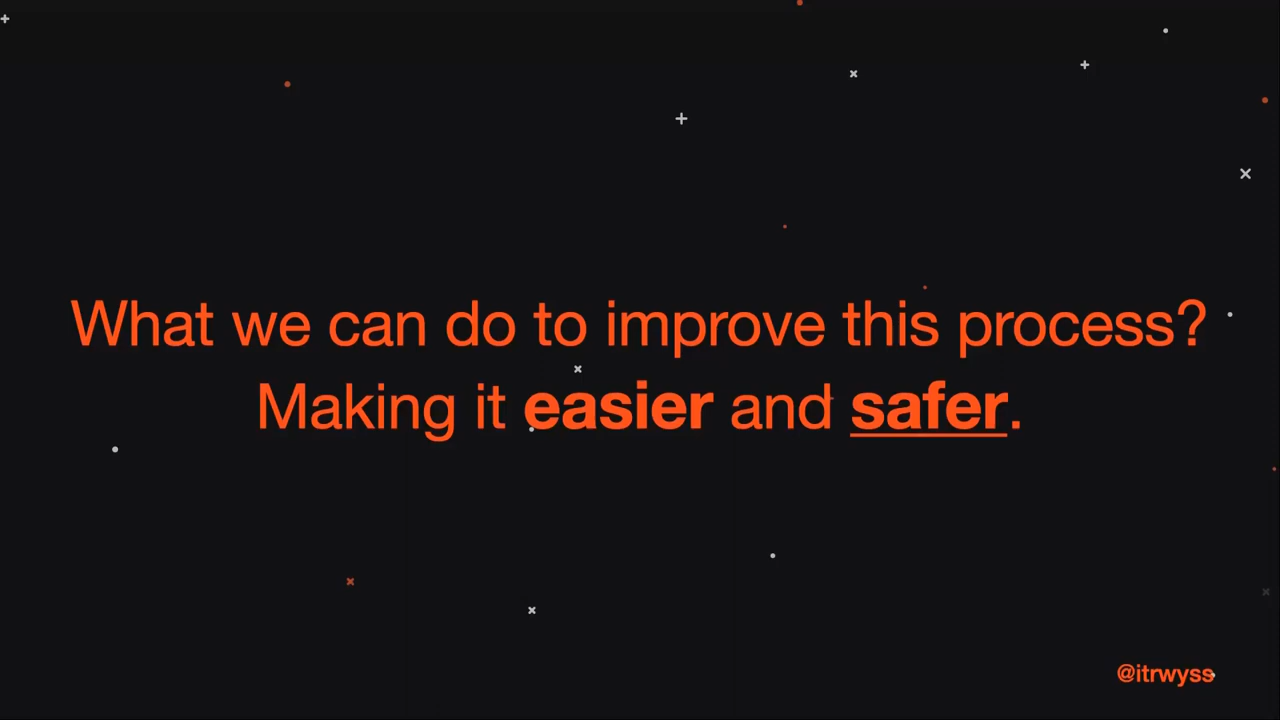 What we can do to improve this process?
Making it easier and safer.
@itrwyss